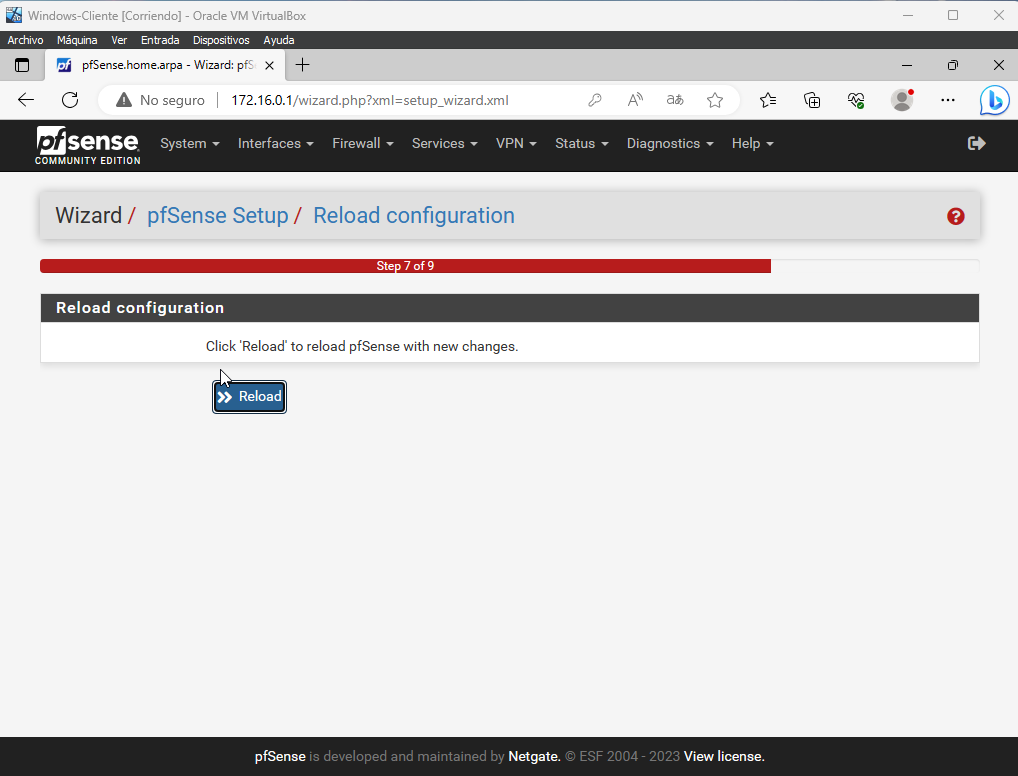 Windows-Cliente [Corriendo] - Oracle VM VirtualBox
Archivo Máquina Ver Entrada Dispositivos Ayuda
pfSense.home.arpa - Wizard: pfS
No seguro 172.16.0.1/wizard.php?xml=setup_wizard.xml
pfsense
COMMUNITY EDITION
System Interfaces Firewall Services VPN Status Diagnostics Help
Wizard / pfSense Setup / Reload configuration
Step 7 of 9
Reload configuration
Click 'Reload' to reload pfSense with new changes.
Reload
pfSense is developed and maintained by Netgate. © ESF 2004 - 2023 View license.